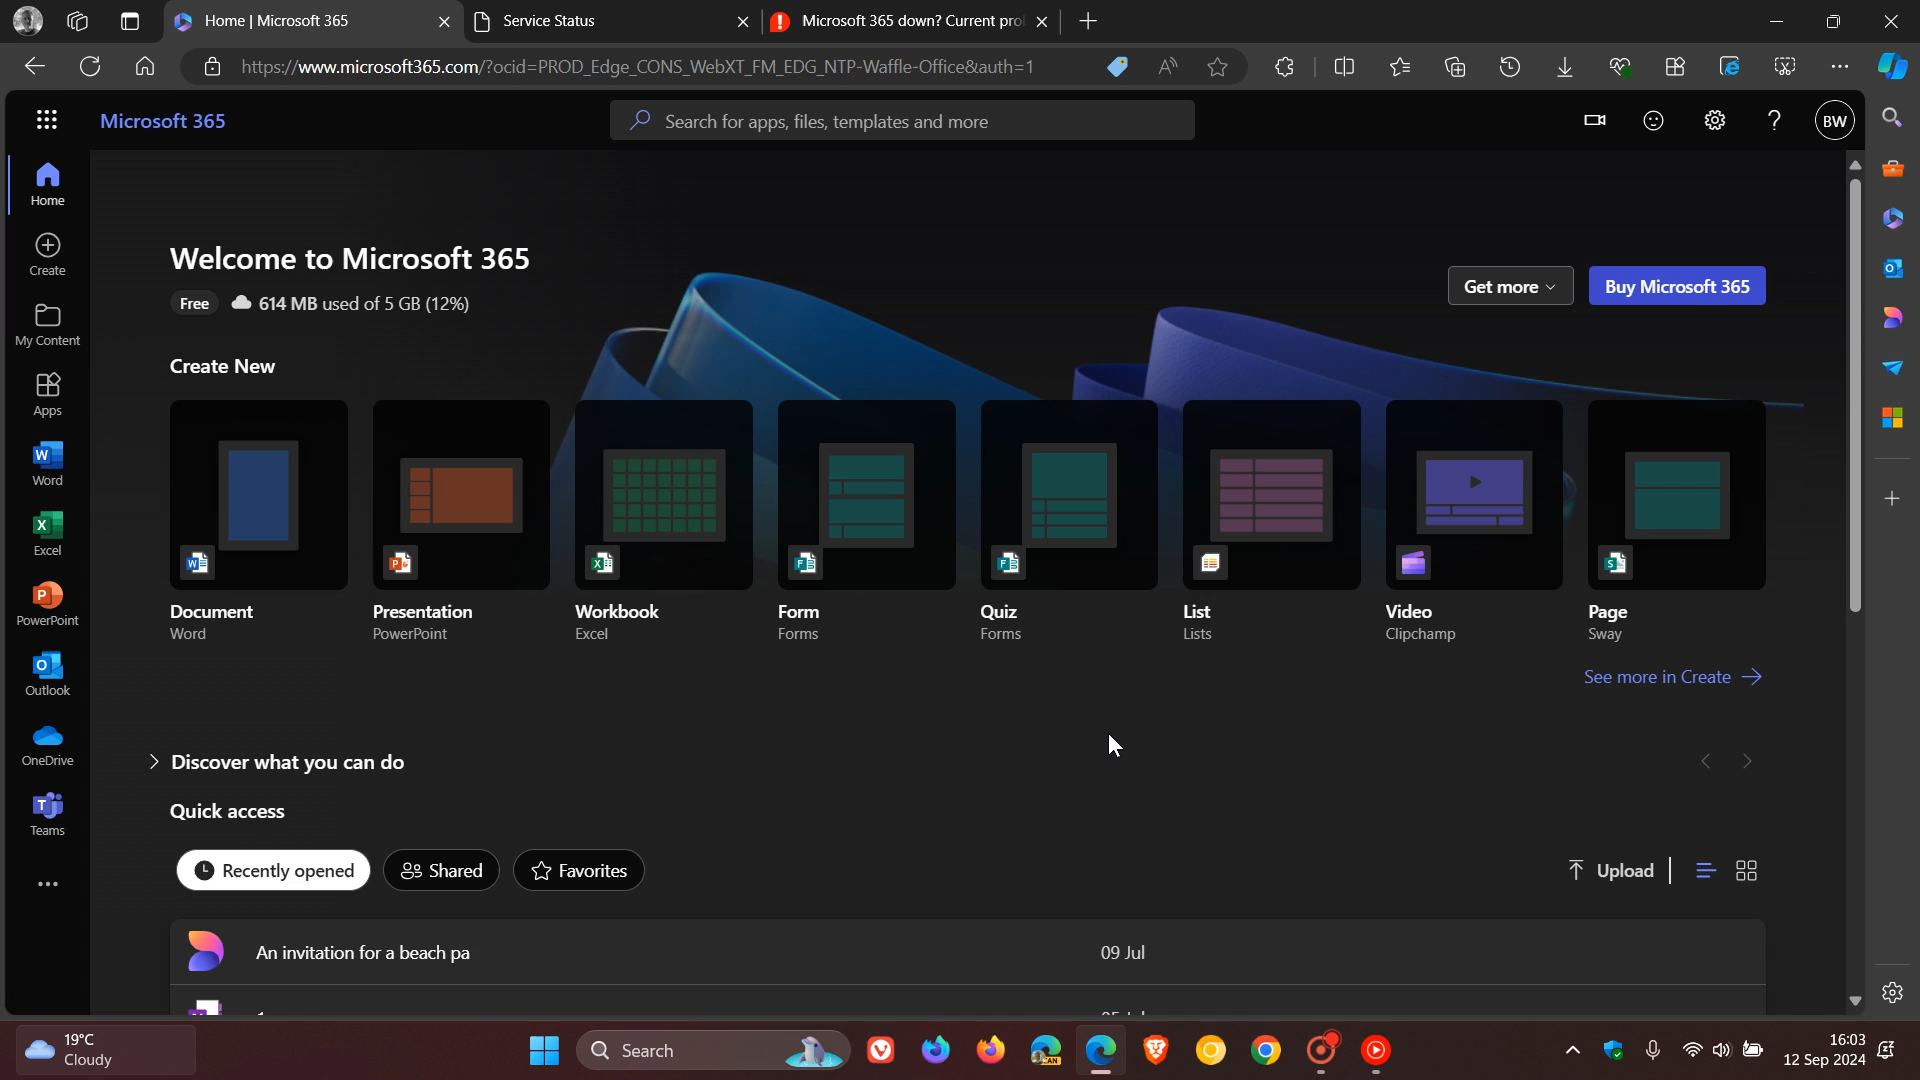 Home | Microsoft 365
Service Status
Microsoft 365 down? Current pro
https://www.microsoft365.com/?ocid=PROD_Edge_CONS_WebXT_FM_EDG_NTP-Waffle-Office&auth=1
Microsoft 365
Search for apps, files, templates and more
BW
Home
Create
My Content
Apps
Word
Excel
PowerPoint
Outlook
OneDrive
Teams
Welcome to Microsoft 365
Free 614 MB used of 5 GB (12%)
Get more
Buy Microsoft 365
Create New
Document
Word
Presentation
PowerPoint
Workbook
Excel
Form
Forms
Quiz
Forms
List
Lists
Video
Clipchamp
Page
Sway
See more in Create
Discover what you can do
Quick access
Recently opened
Shared
Favorites
Upload
An invitation for a beach pa
09 Jul
19°C
Cloudy
Search
CAN
16:03
12 Sep 2024